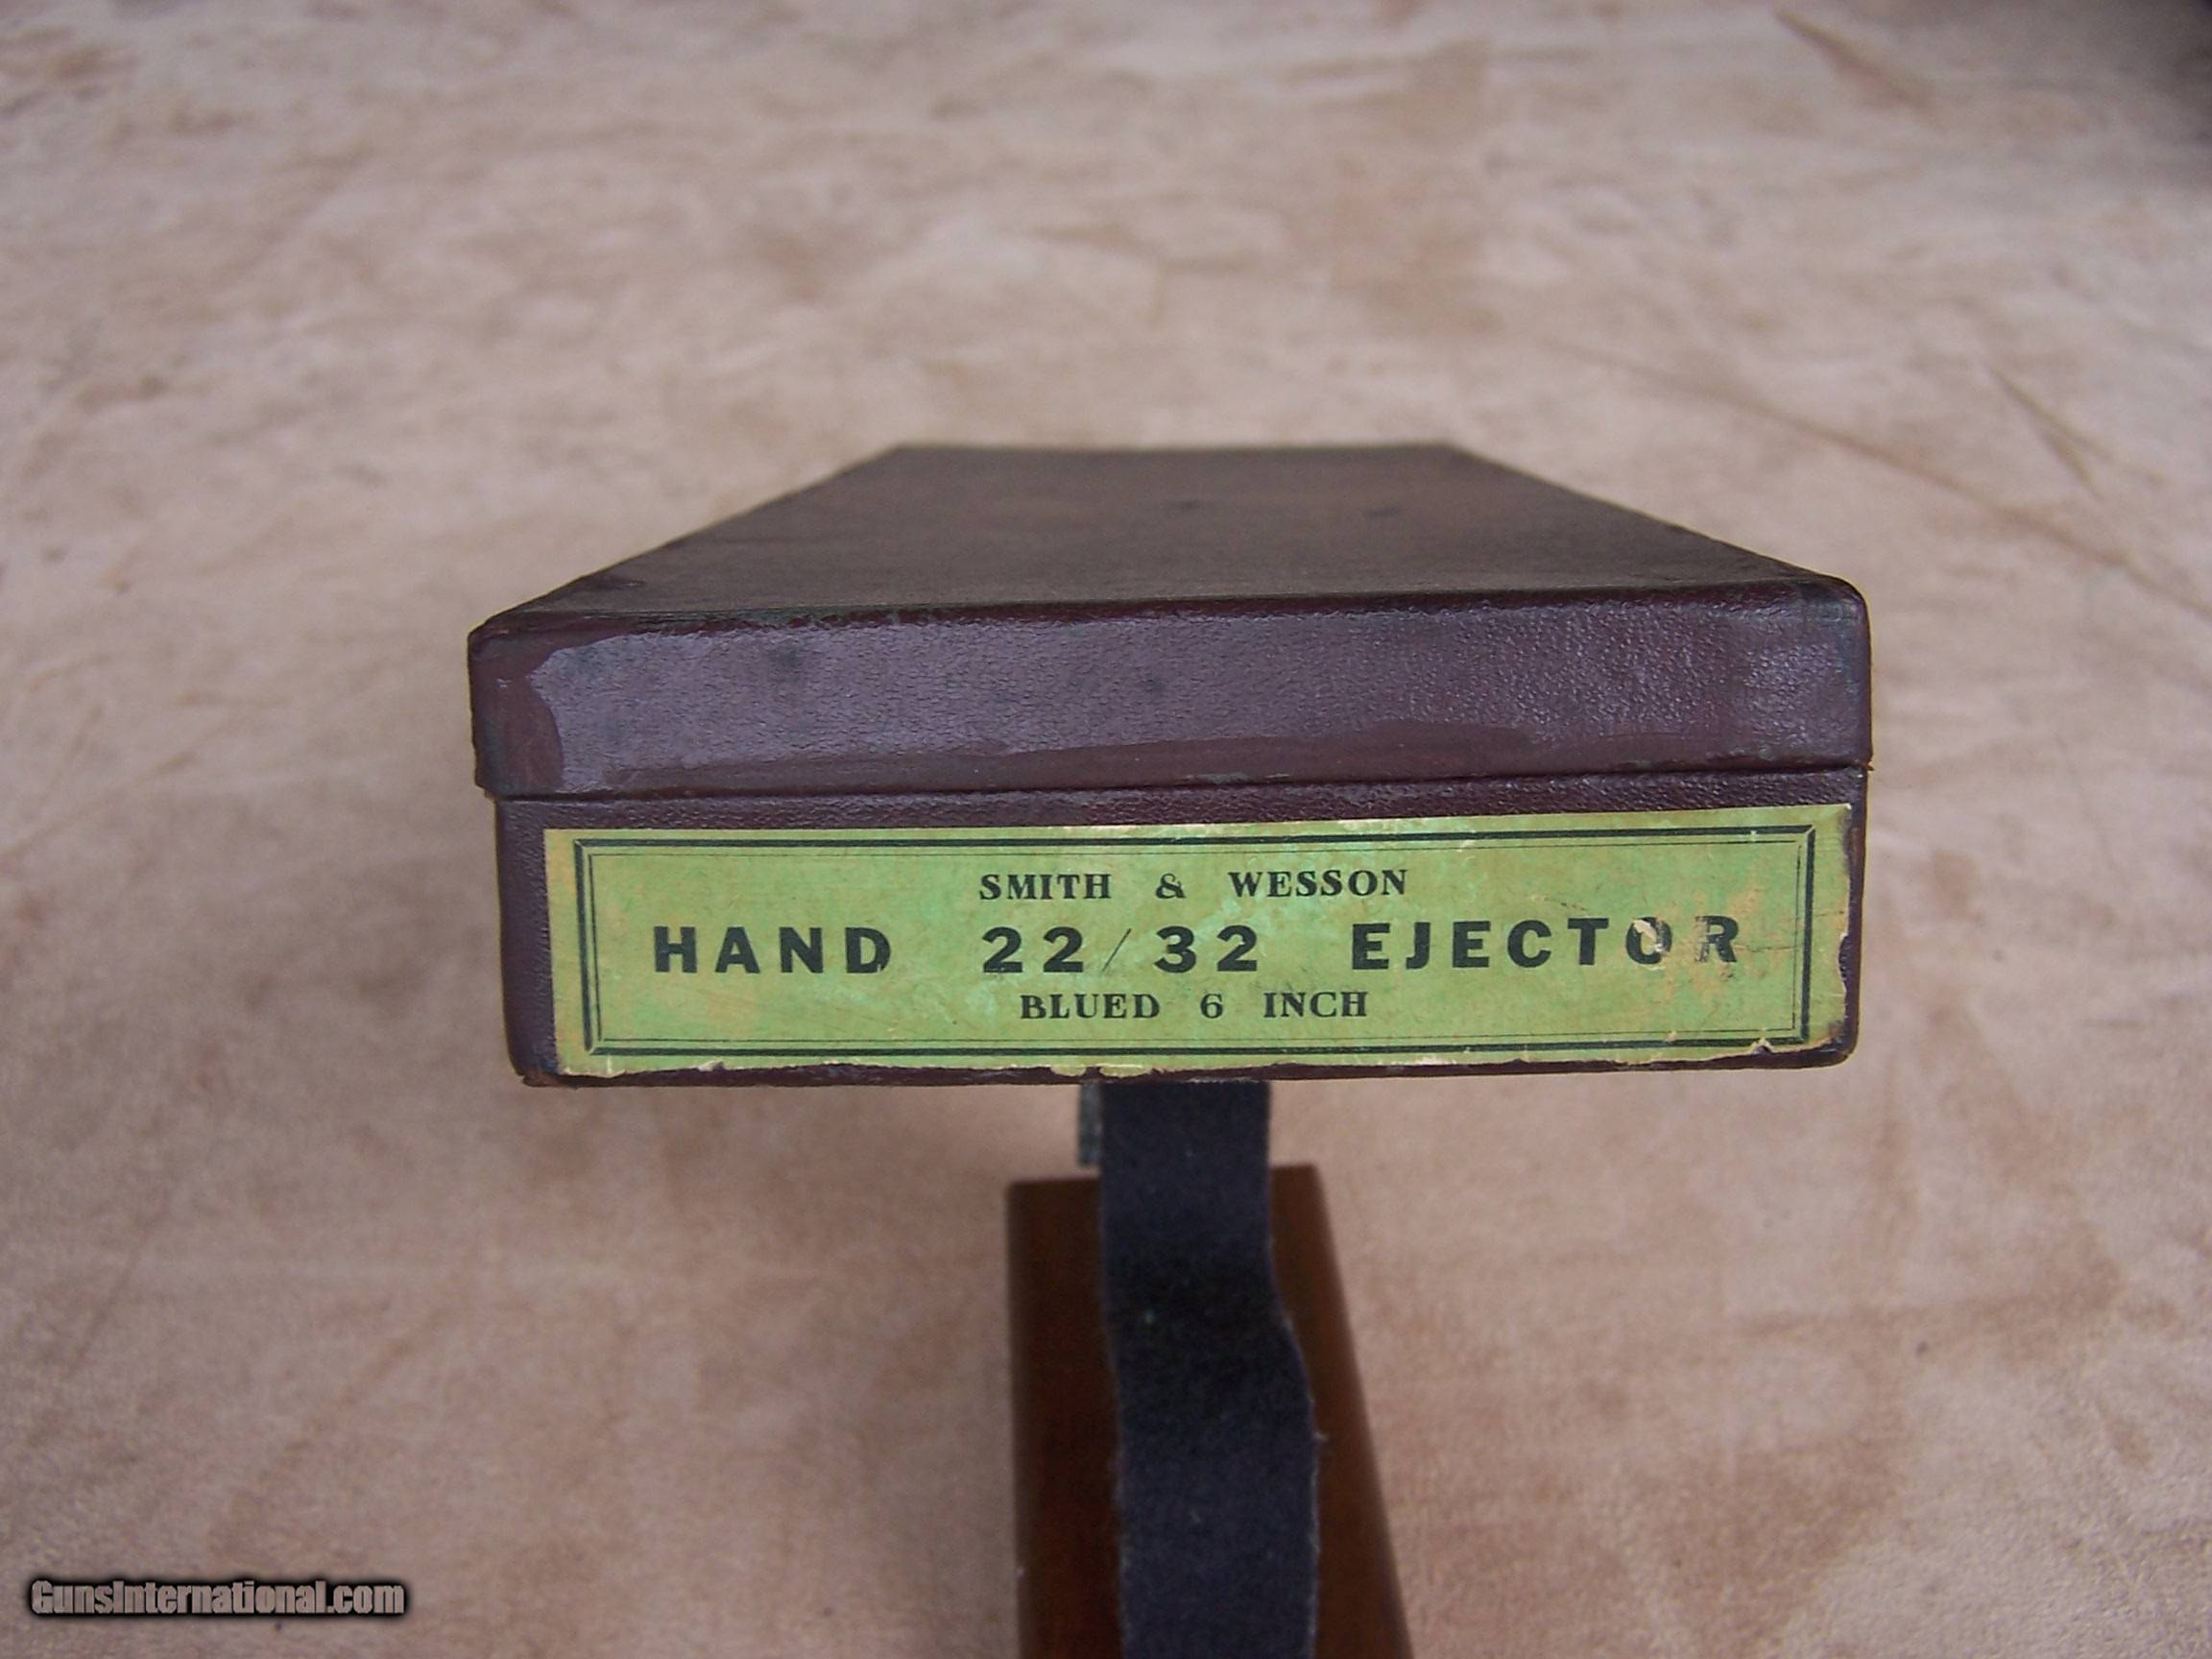 SMITH & WESSON
HAND 22/32 EJECTOR
BLUED 6 INCH
GunsInternational.com